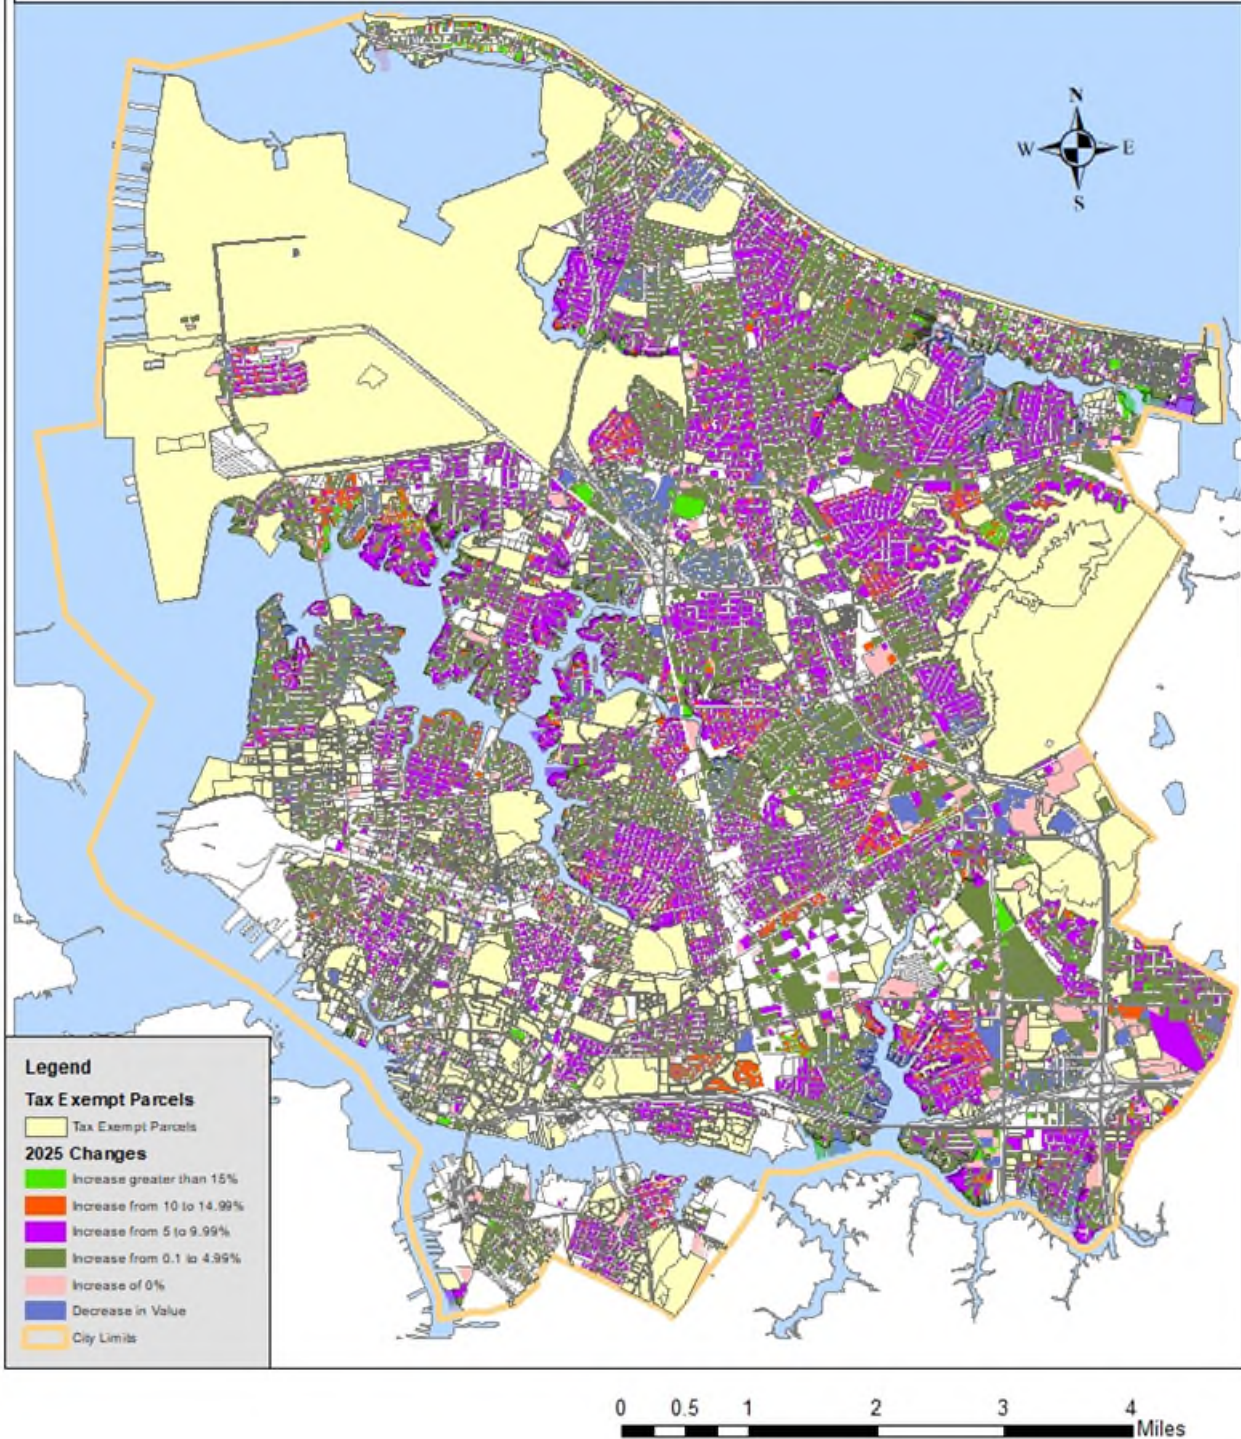 N
W E
S
Legend
Tax Exempt Parcels
Tax Exempt Parcels
2025 Changes
Increase greater than 15%
Increase from 10 to 14.99%
Increase from 5 to 9.99%
Increase from 0.1 to 4.99%
Increase of 0%
Decrease in Value
City Limits
0 0.5 1 2 3 4
Miles